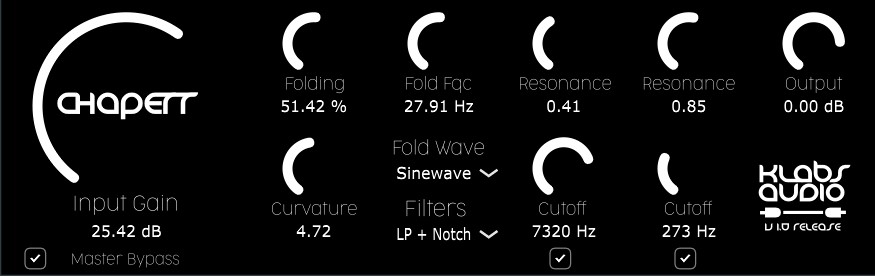 CHAPETT
Input Gain
25.42 dB
Master Bypass
Folding
51.42 %
Fold Fqc
27.91 Hz
Resonance
0.41
Resonance
0.85
Output
0.00 dB
Curvature
4.72
Fold Wave
Sinewave
Filters
LP + Notch
Cutoff
7320 Hz
Cutoff
273 Hz
KLabs
AUDIO
V 1.0 RELEASE